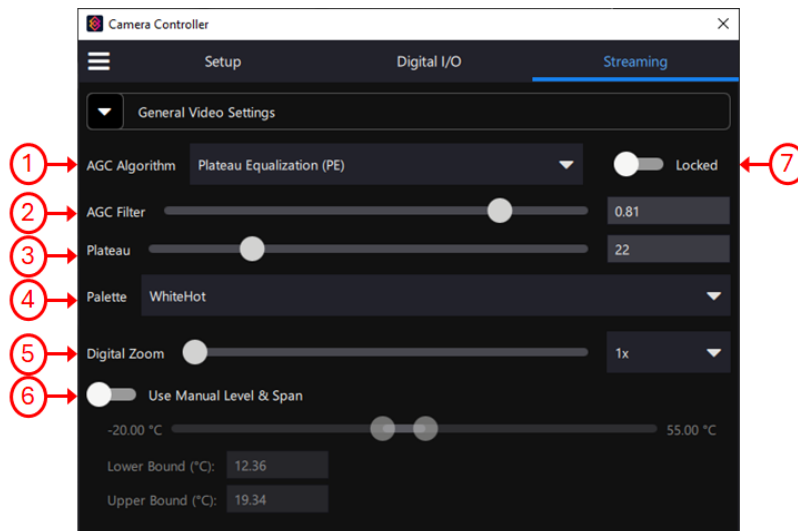 Camera Controller
Setup Digital I/O Streaming
General Video Settings
1 AGC Algorithm Plateau Equalization (PE) Locked 7
2 AGC Filter 0.81
3 Plateau 22
4 Palette WhiteHot
5 Digital Zoom 1x
6 Use Manual Level & Span
-20.00 °C 55.00 °C
Lower Bound (°C): 12.36
Upper Bound (°C): 19.34